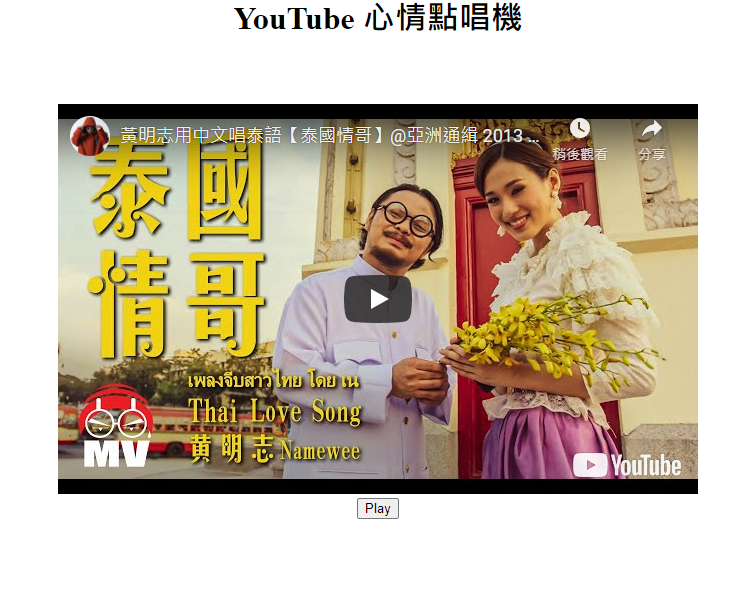 YouTube 心情點唱機
黃明志用中文唱泰語【泰國情哥】@亞洲通緝 2013 ...
稍後觀看
分享
泰國
情哥
เพลงจีบสาวไทย โดย เน
Thai Love Song
黄明志 Namewee
MV
YouTube
Play